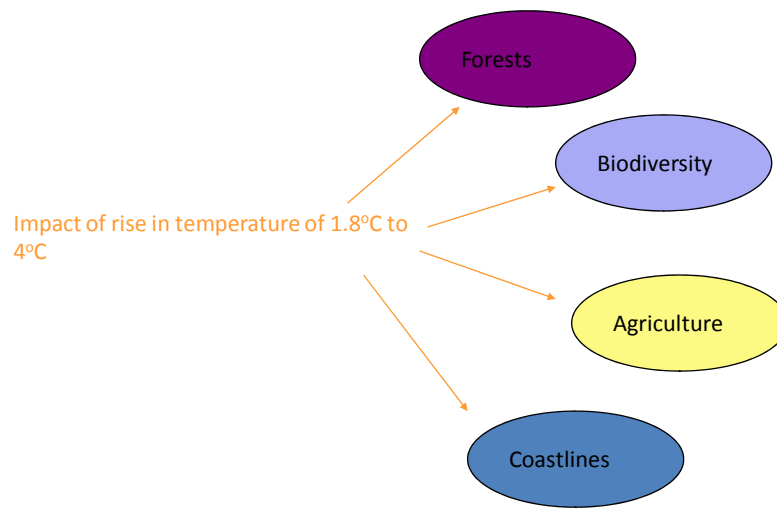 Forests
Biodiversity
Impact of rise in temperature of 1.8°C to
4°C
Agriculture
Coastlines